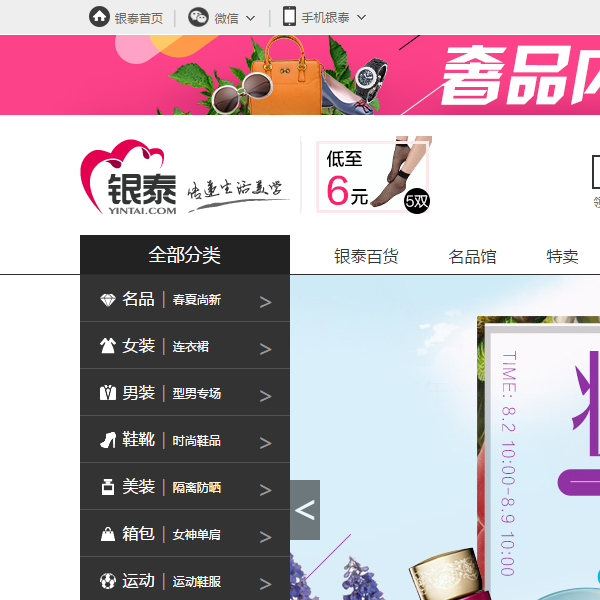 银泰首页 微信 手机银泰
奢品内
银泰
YINTAI.COM
传递生活美学
低至
6元
5双
全部分类 银泰百货 名品馆 特卖
名品 | 春夏尚新 >
女装 | 连衣裙 >
男装 | 型男专场 >
鞋靴 | 时尚鞋品 >
美装 | 隔离防晒 >
箱包 | 女神单肩 >
运动 | 运动鞋服 >
<
TIME: 8.2 10:00-8.9 10:00